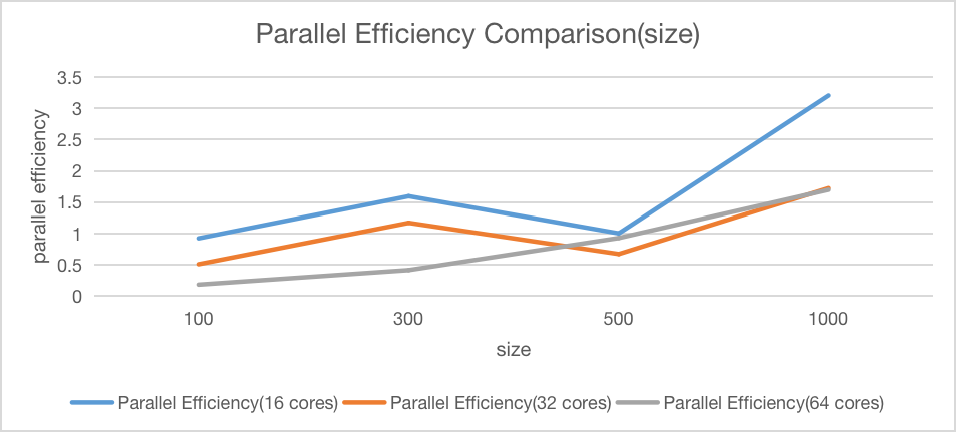 Parallel Efficiency Comparison(size)
3.5
3
2.5
2
1.5
1
0.5
0
parallel efficiency
100 300 500 1000
size
Parallel Efficiency(16 cores) Parallel Efficiency(32 cores) Parallel Efficiency(64 cores)